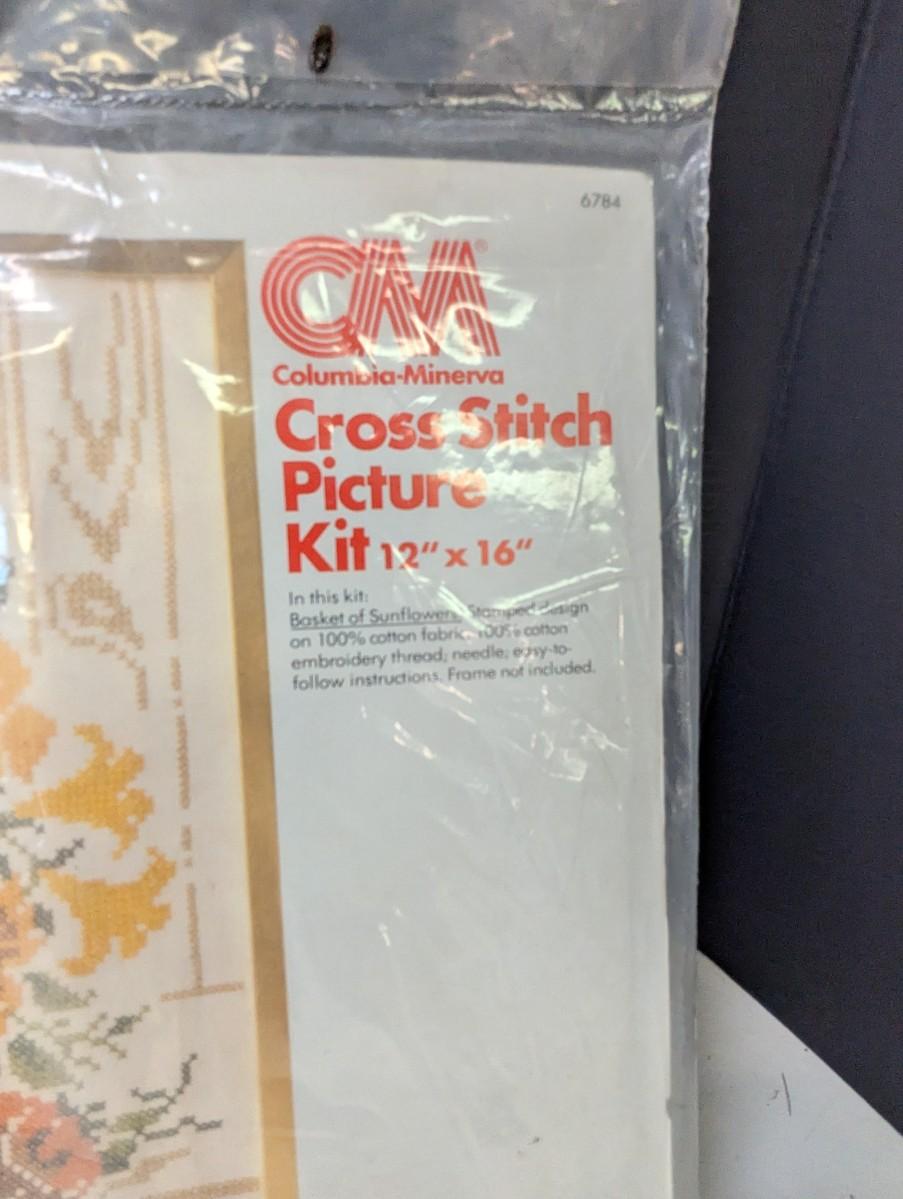 6784
CM®
Columbia-Minerva
Cross Stitch
Picture
Kit 12" x 16"
In this kit:
Basket of Sunflowers. Stamped design
on 100% cotton fabric, 100% cotton
embroidery thread; needle; easy-to-
follow instructions. Frame not included.